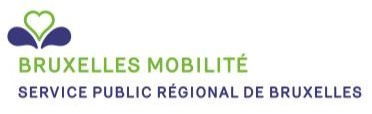 BRUXELLES MOBILITÉ
SERVICE PUBLIC RÉGIONAL DE BRUXELLES